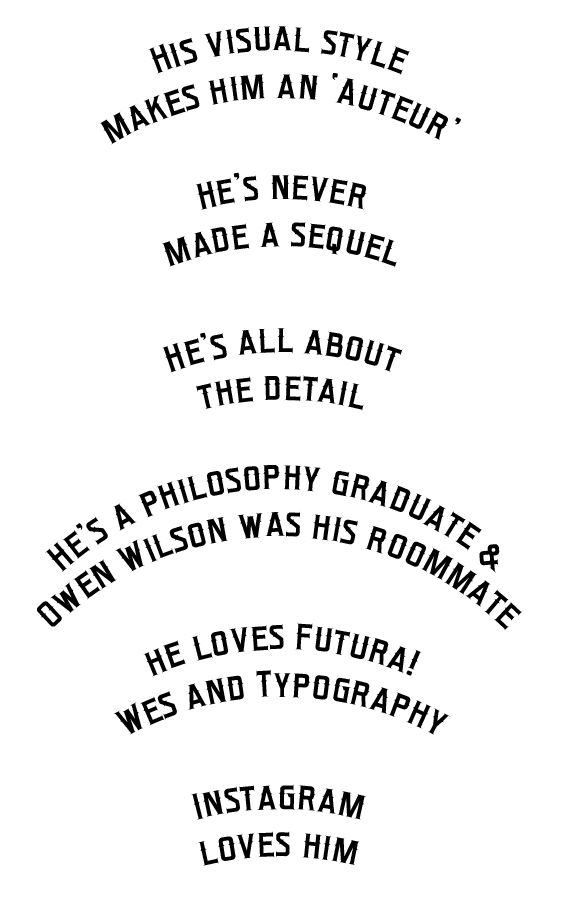 HIS VISUAL STYLE
MAKES HIM AN 'AUTEUR'
HE'S NEVER
MADE A SEQUEL
HE'S ALL ABOUT
THE DETAIL
HE'S A PHILOSOPHY GRADUATE &
OWEN WILSON WAS HIS ROOMMATE
HE LOVES FUTURA!
WES AND TYPOGRAPHY
INSTAGRAM
LOVES HIM